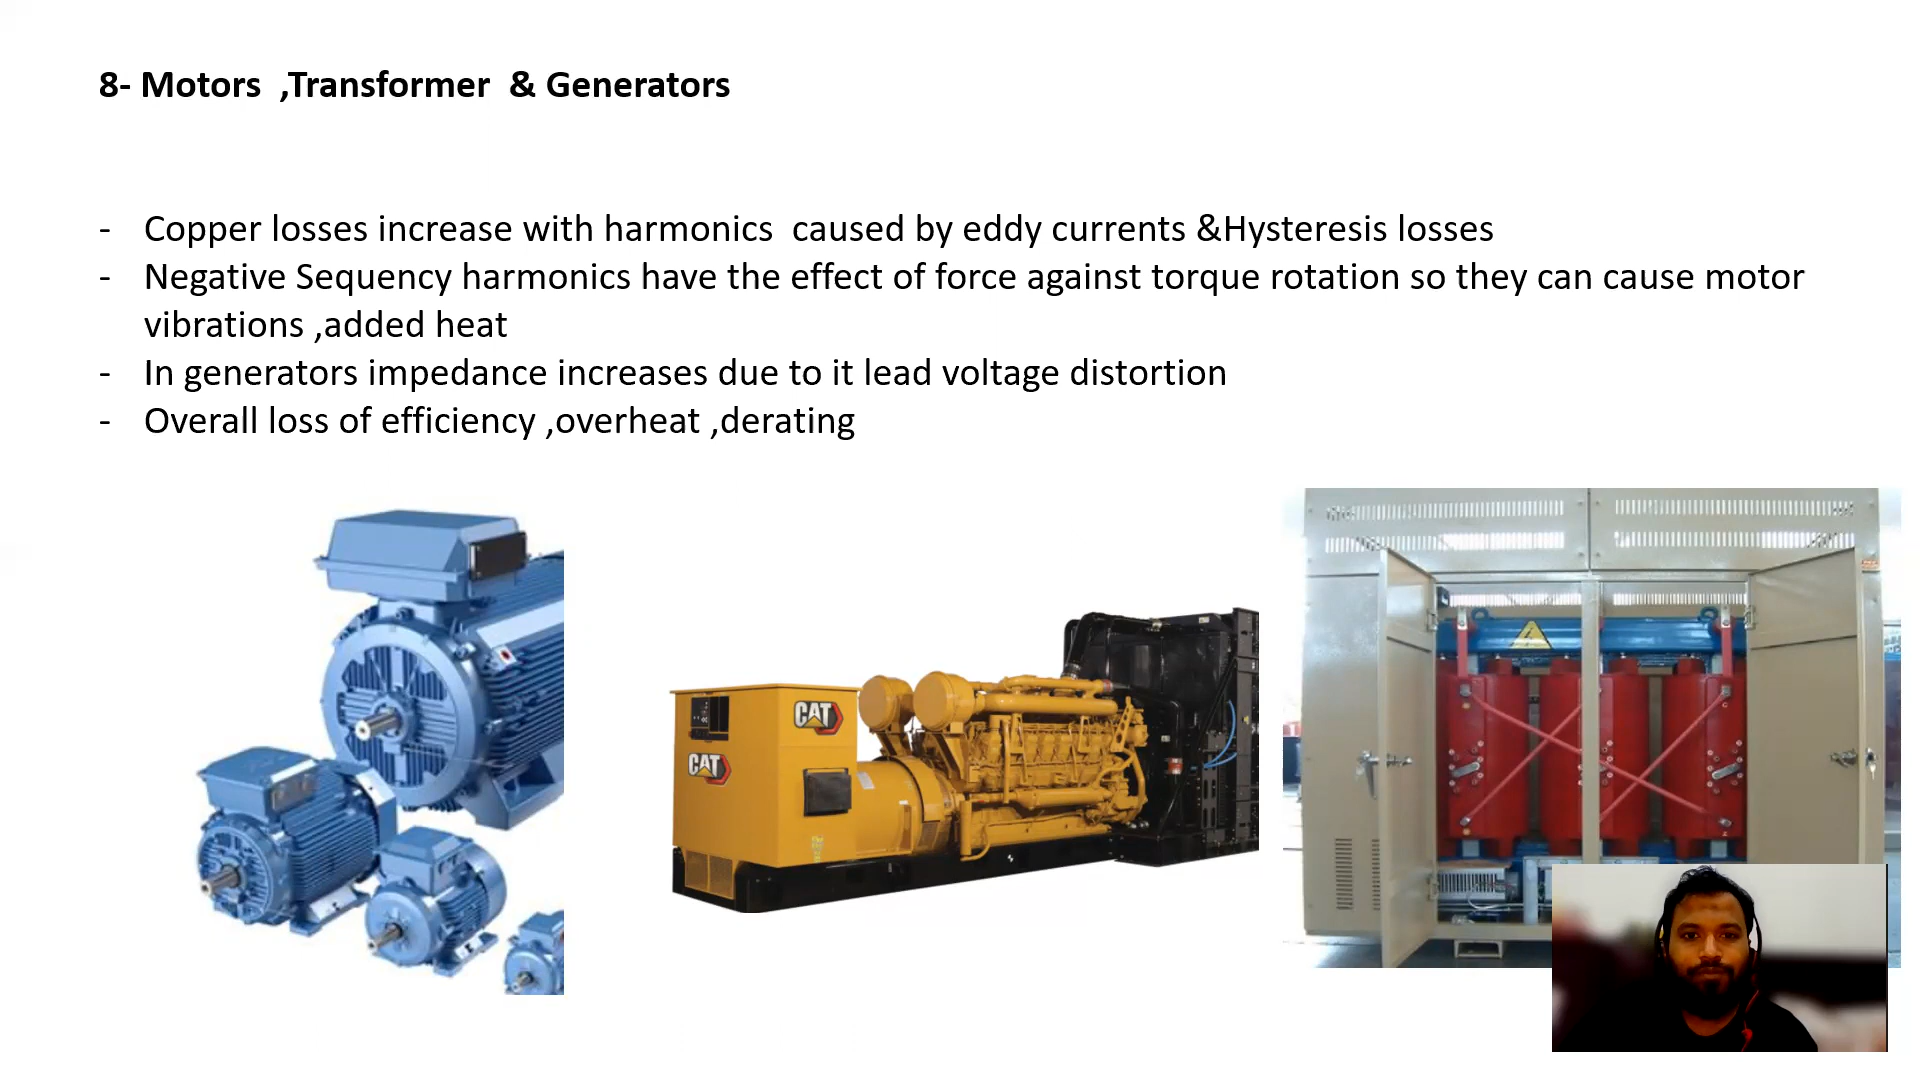 8- Motors  ,Transformer  & Generators
- Copper losses increase with harmonics  caused by eddy currents &Hysteresis losses
- Negative Sequency harmonics have the effect of force against torque rotation so they can cause motor
vibrations ,added heat
- In generators impedance increases due to it lead voltage distortion
- Overall loss of efficiency ,overheat ,derating
CAT
CAT